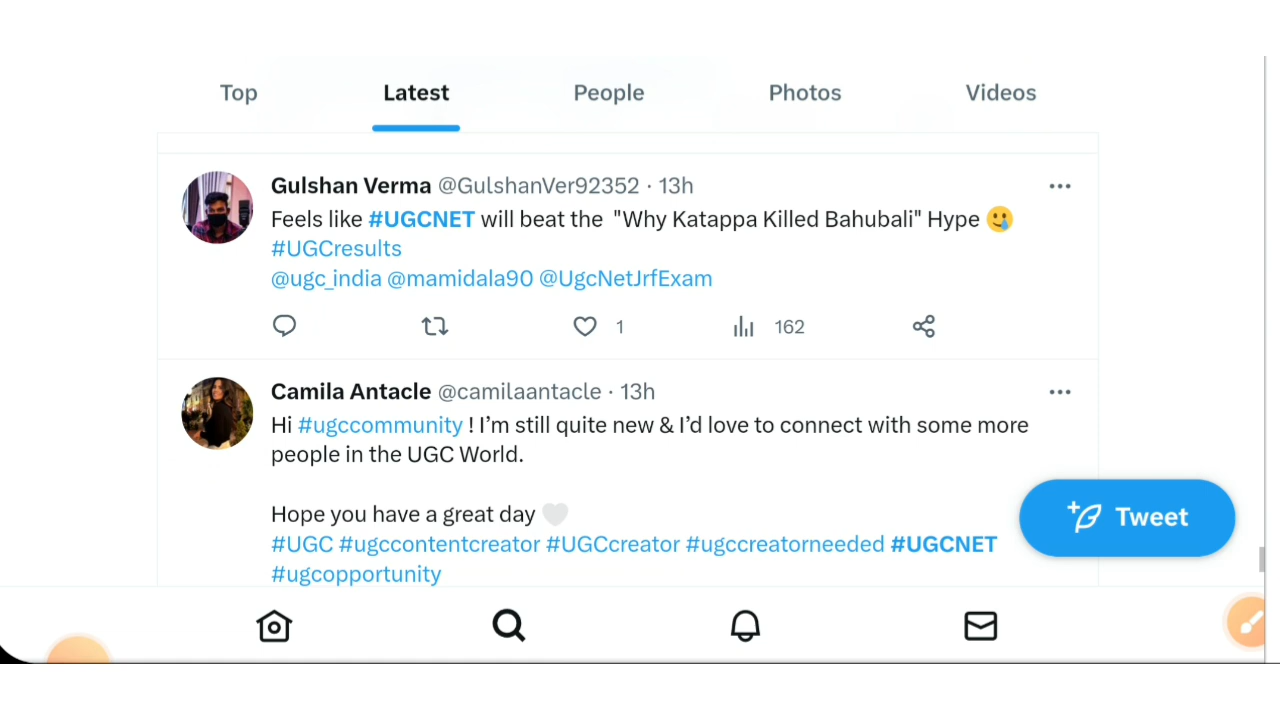 Top Latest People Photos Videos
Gulshan Verma @GulshanVer92352 · 13h
Feels like #UGCNET will beat the "Why Katappa Killed Bahubali" Hype 🥲
#UGCresults
@ugc_india @mamidala90 @UgcNetJrfExam
1 162
Camila Antacle @camilaantacle · 13h
Hi #ugccommunity ! I’m still quite new & I’d love to connect with some more
people in the UGC World.
Hope you have a great day 🤍
#UGC #ugccontentcreator #UGCcreator #ugccreatorneeded #UGCNET
#ugcopportunity
Tweet